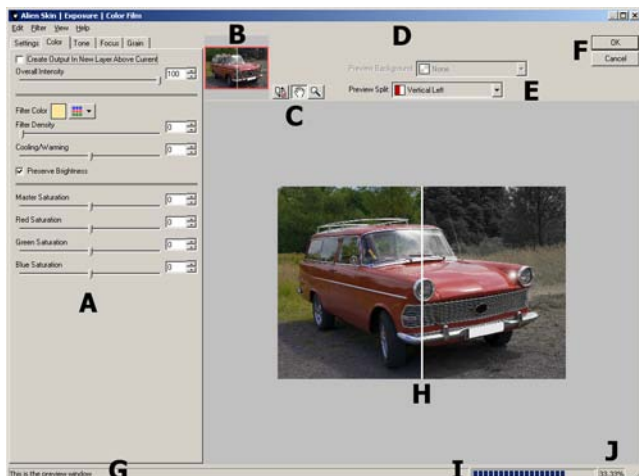 Alien Skin | Exposure | Color Film
Edit Filter View Help
Settings Color Tone Focus Grain
Create Output In New Layer Above Current
Overall Intensity 100
Filter Color
Filter Density 0
Cooling/Warming 0
Preserve Brightness
Master Saturation 0
Red Saturation 0
Green Saturation 0
Blue Saturation 0
A
B
C
D
Preview Background: None
Preview Split: Vertical Left
E
F
OK
Cancel
H
This is the preview window
G
I
J
33.33%